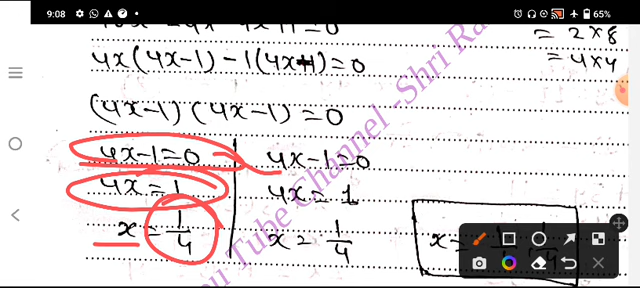 9:08 65%
= 2 × 8
4x(4x-1) -1(4x-1)=0 = 4×4
(4x-1)(4x-1)=0
4x-1=0 4x-1=0
4x=1 4x=1
x=1/4 x=1/4 x=
Tube Channel - Shri Ra